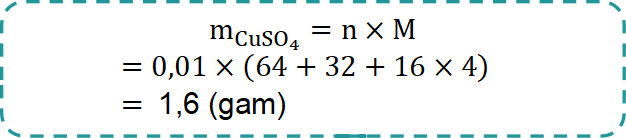 m_CuSO₄ = n × M
= 0,01 × (64 + 32 + 16 × 4)
= 1,6 (gam)